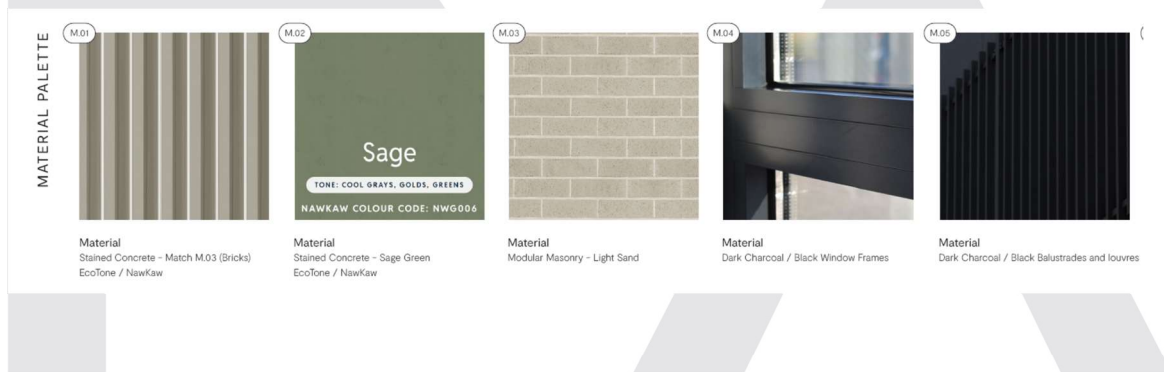 MATERIAL PALETTE
M.01
M.02
M.03
M.04
M.05
Sage
TONE: COOL GRAYS, GOLDS, GREENS
NAWKAW COLOUR CODE: NWG006
Material
Stained Concrete - Match M.03 (Bricks)
EcoTone / NawKaw
Material
Stained Concrete - Sage Green
EcoTone / NawKaw
Material
Modular Masonry - Light Sand
Material
Dark Charcoal / Black Window Frames
Material
Dark Charcoal / Black Balustrades and louvres